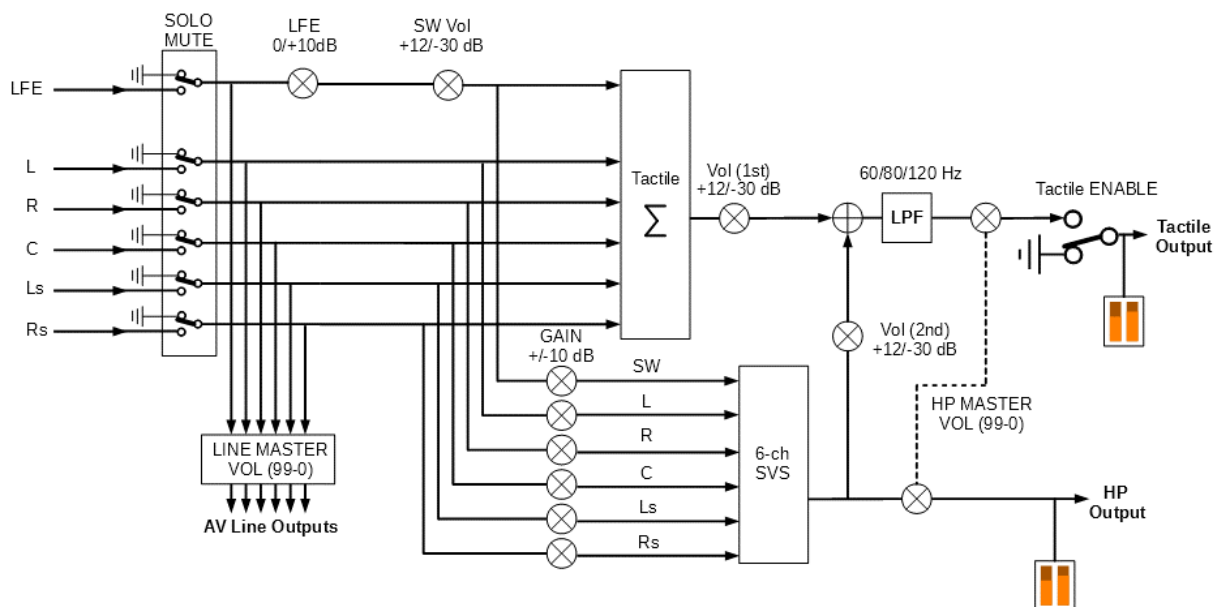 SOLO
MUTE
LFE
0/+10dB
SW Vol
+12/-30 dB
LFE
L
R
C
Ls
Rs
Tactile
Σ
Vol (1st)
+12/-30 dB
60/80/120 Hz
LPF
Tactile ENABLE
Tactile
Output
GAIN
+/-10 dB
SW
L
R
C
Ls
Rs
6-ch
SVS
Vol (2nd)
+12/-30 dB
HP MASTER
VOL (99-0)
LINE MASTER
VOL (99-0)
AV Line Outputs
HP
Output